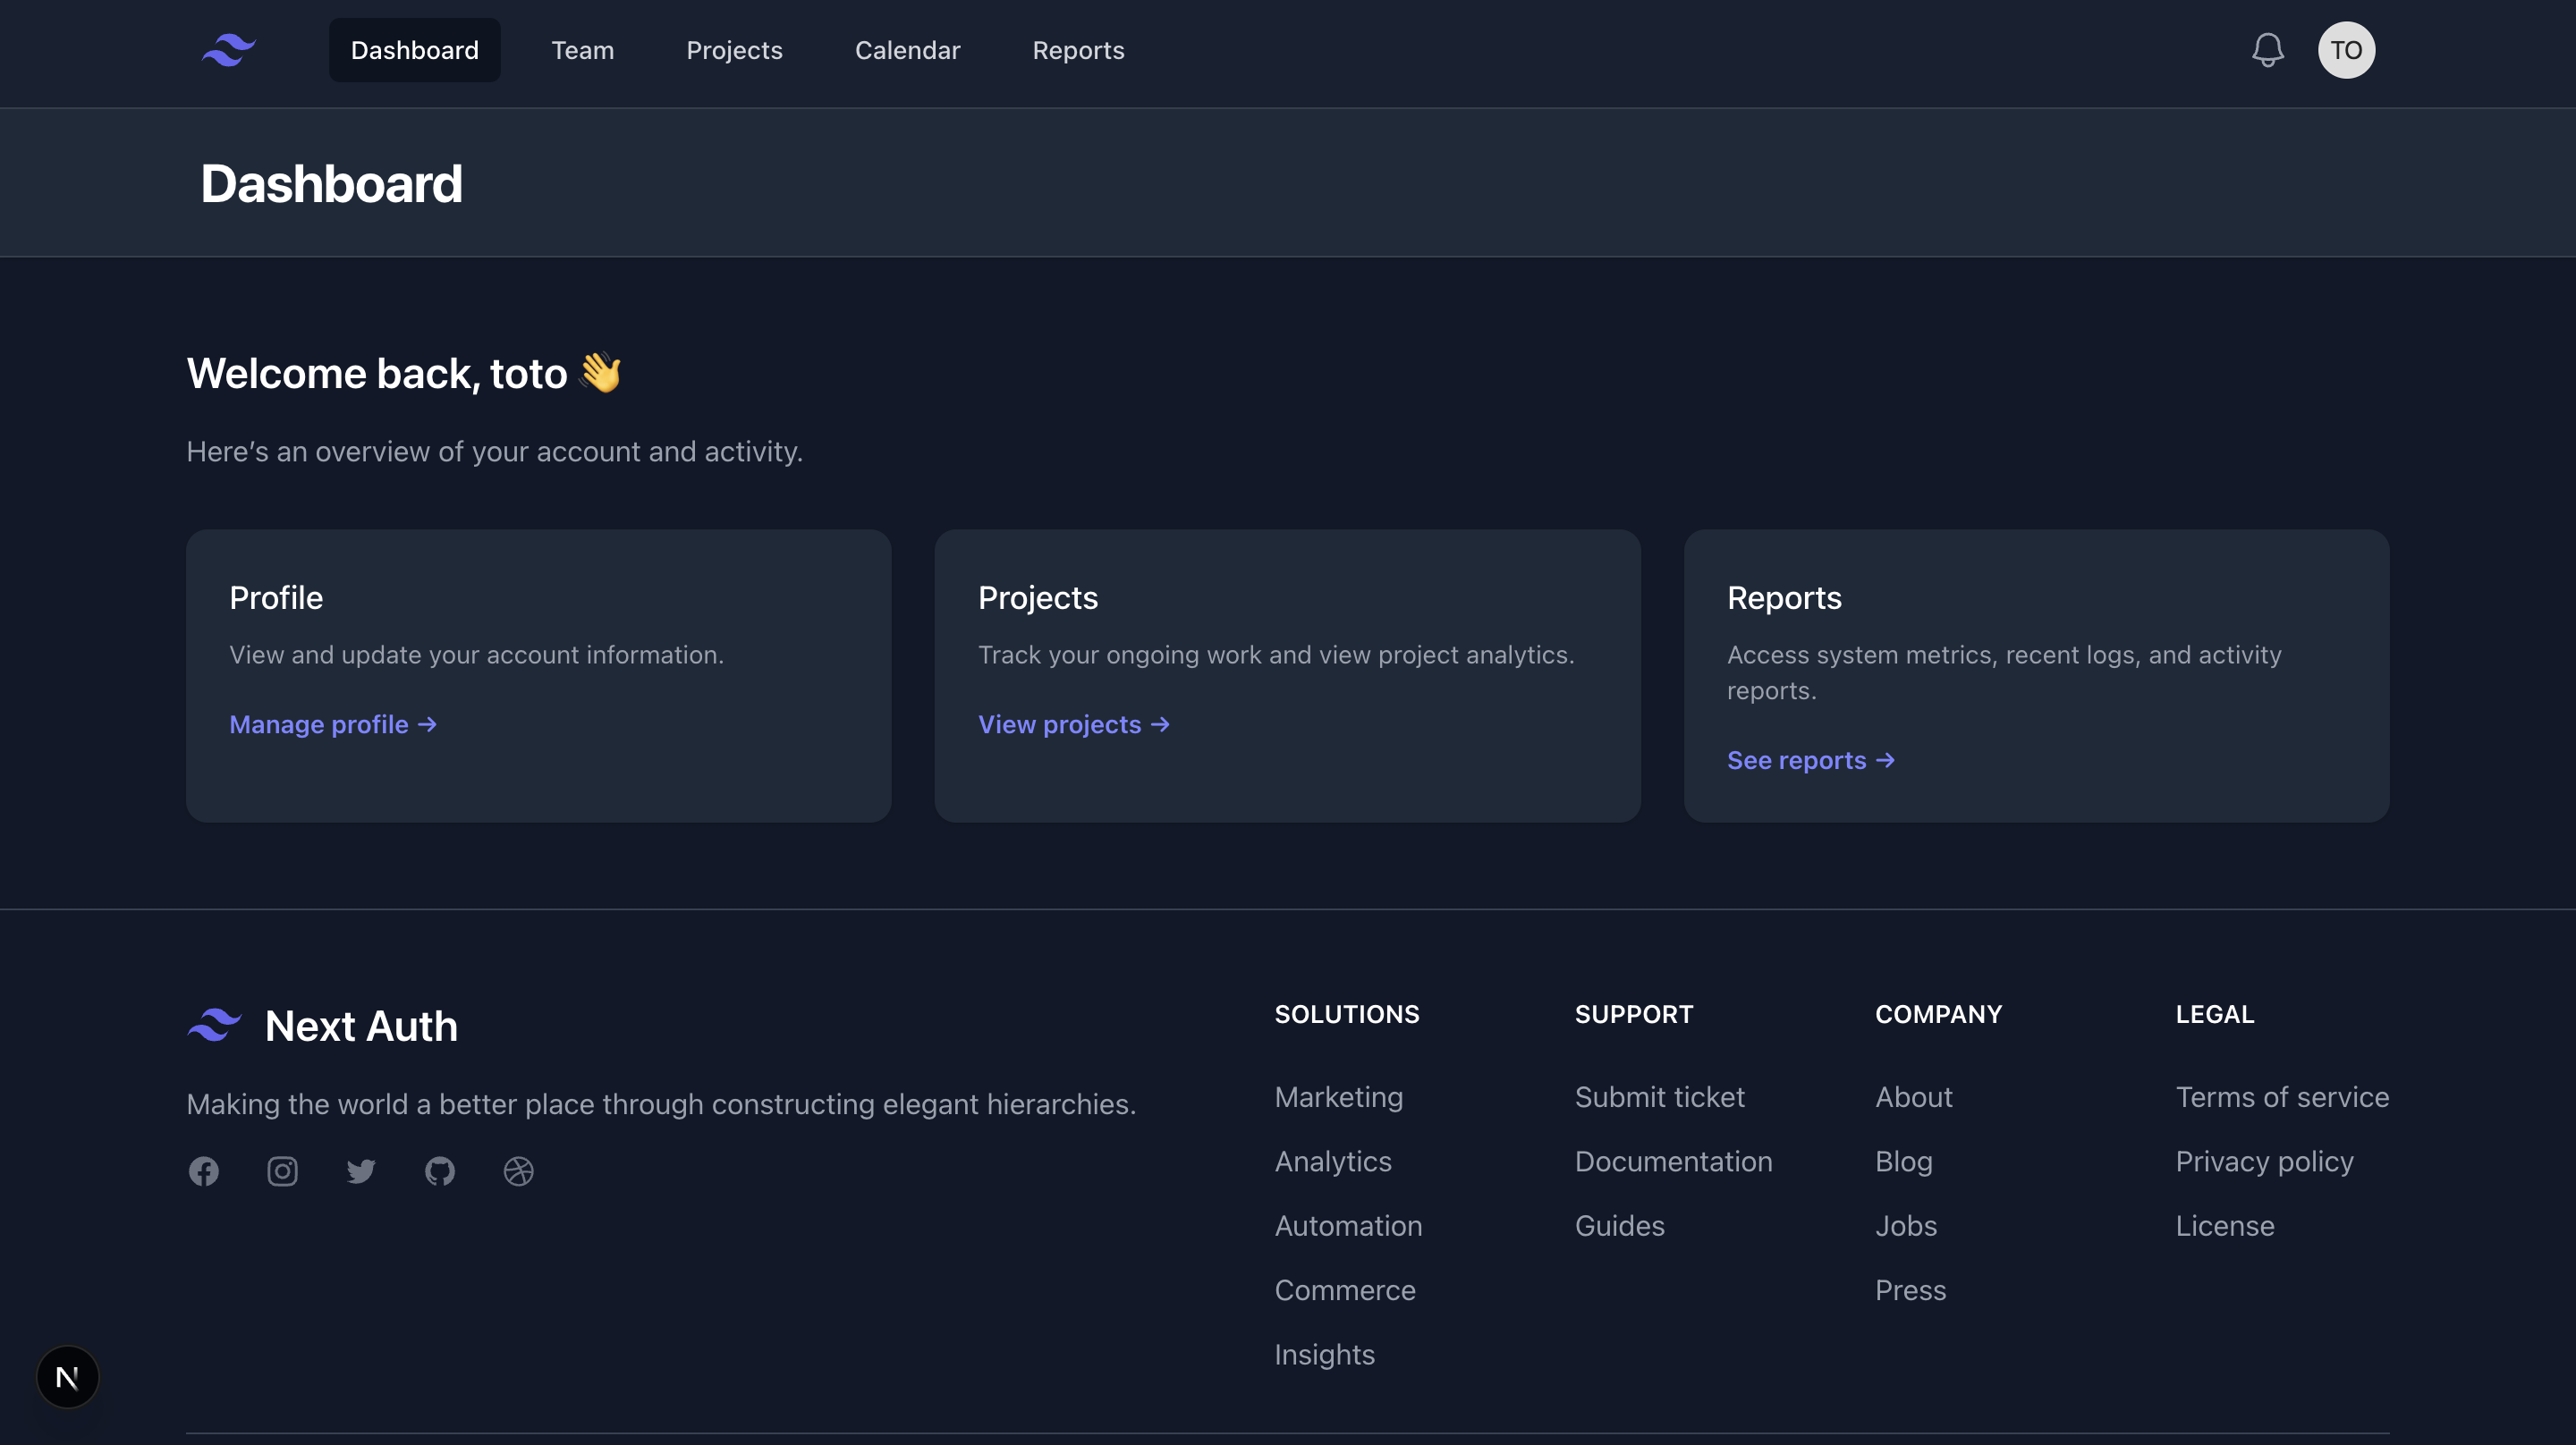 Dashboard
Team
Projects
Calendar
Reports
TO
Dashboard
Welcome back, toto 👋
Here’s an overview of your account and activity.
Profile
View and update your account information.
Manage profile →
Projects
Track your ongoing work and view project analytics.
View projects →
Reports
Access system metrics, recent logs, and activity
reports.
See reports →
Next Auth
Making the world a better place through constructing elegant hierarchies.
SOLUTIONS
Marketing
Analytics
Automation
Commerce
Insights
SUPPORT
Submit ticket
Documentation
Guides
COMPANY
About
Blog
Jobs
Press
LEGAL
Terms of service
Privacy policy
License
N